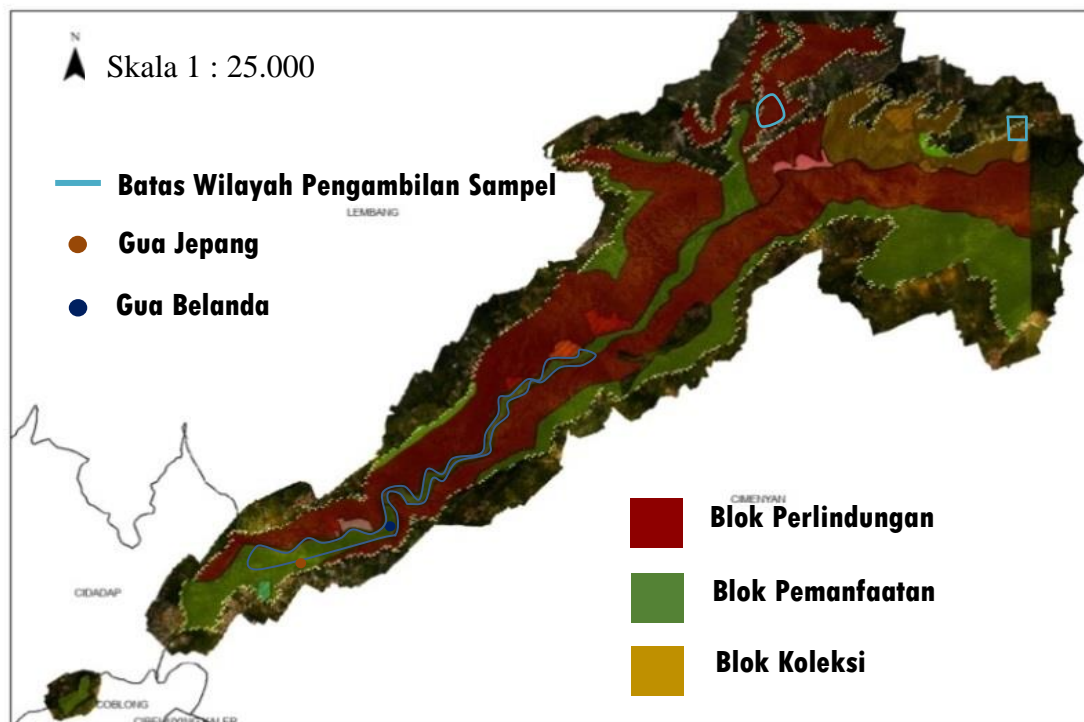 N
Skala 1 : 25.000
Batas Wilayah Pengambilan Sampel
LEMBANG
Gua Jepang
Gua Belanda
CIMENYAN
Blok Perlindungan
Blok Pemanfaatan
CIDADAP
Blok Koleksi
COBLONG